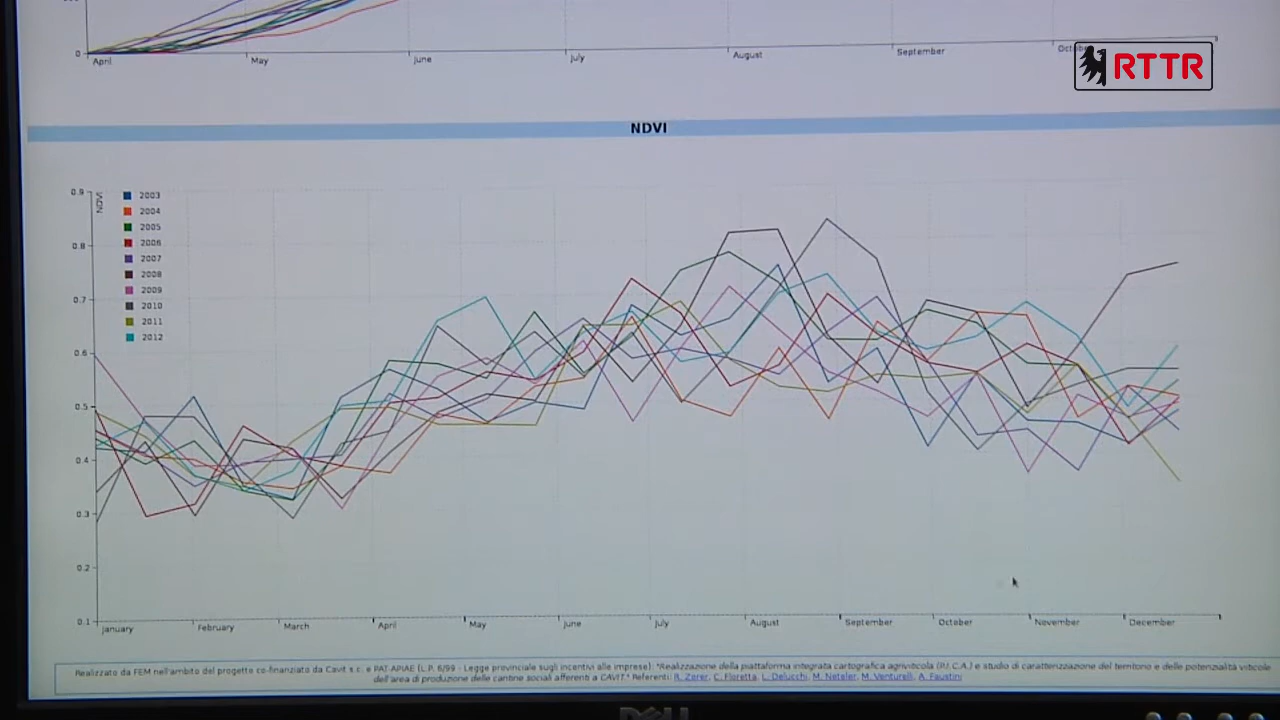 0
April May June July August September
RTTR
NDVI
0.9
NDVI
2003
2004
2005
2006
2007
2008
2009
2010
2011
2012
0.8
0.7
0.6
0.5
0.4
0.3
0.2
0.1
January February March April May June July August September October November December
Realizzato da FEM nell'ambito del progetto co-finanziato da Cavit s.c. e PAT-APIAE (L.P. 6/99 - Legge provinciale sugli incentivi alle imprese): "Realizzazione della piattaforma integrata cartografica agriviticola (P.I.C.A.) e studio di caratterizzazione del territorio e delle potenzialità viticole
dell'area di produzione delle cantine sociali afferenti a CAVIT." Referenti: R. Zorer, C. Floretta, L. Delucchi, M. Neteler, M. Venturelli, A. Faustini
DELL